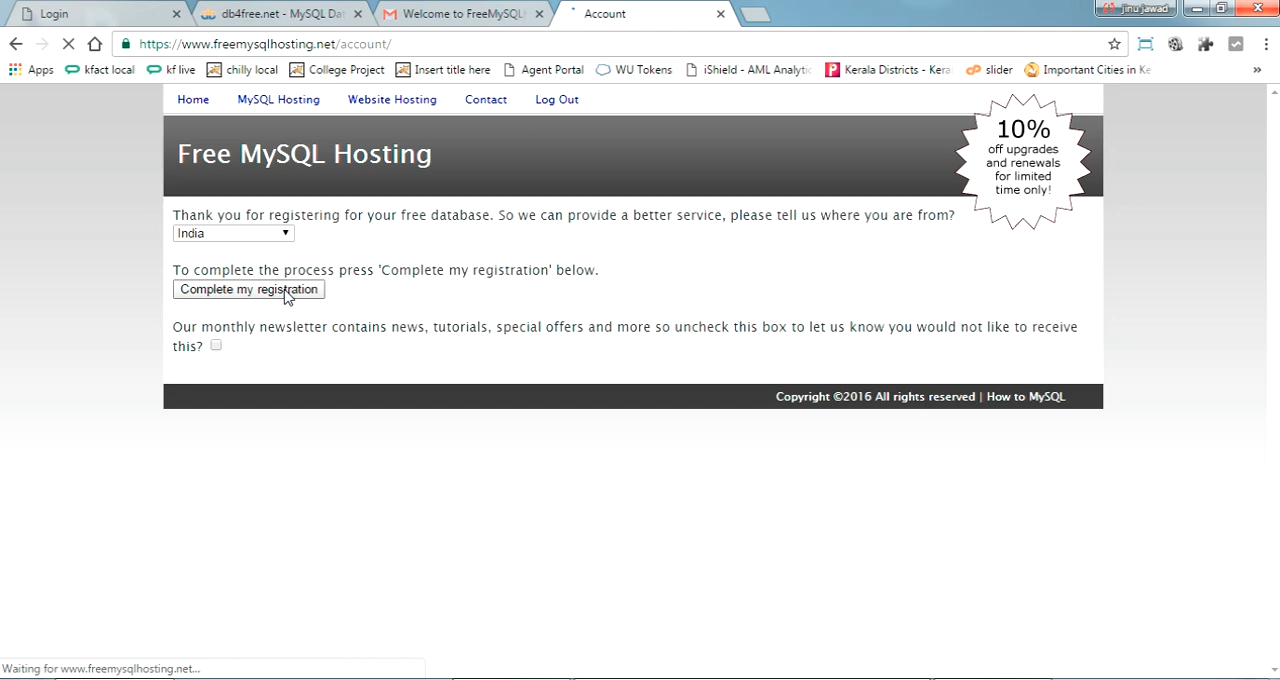 Login
db4free.net - MySQL Dat
Welcome to FreeMySQL
Account
jinu jawad
https://www.freemysqlhosting.net/account/
Apps
kfact local
kf live
chilly local
College Project
Insert title here
Agent Portal
WU Tokens
iShield - AML Analytic
Kerala Districts - Kera
slider
Important Cities in Ke
»
Home
MySQL Hosting
Website Hosting
Contact
Log Out
Free MySQL Hosting
10%
off upgrades
and renewals
for limited
time only!
Thank you for registering for your free database. So we can provide a better service, please tell us where you are from?
India
To complete the process press 'Complete my registration' below.
Complete my registration
Our monthly newsletter contains news, tutorials, special offers and more so uncheck this box to let us know you would not like to receive
this?
Copyright ©2016 All rights reserved | How to MySQL
Waiting for www.freemysqlhosting.net...